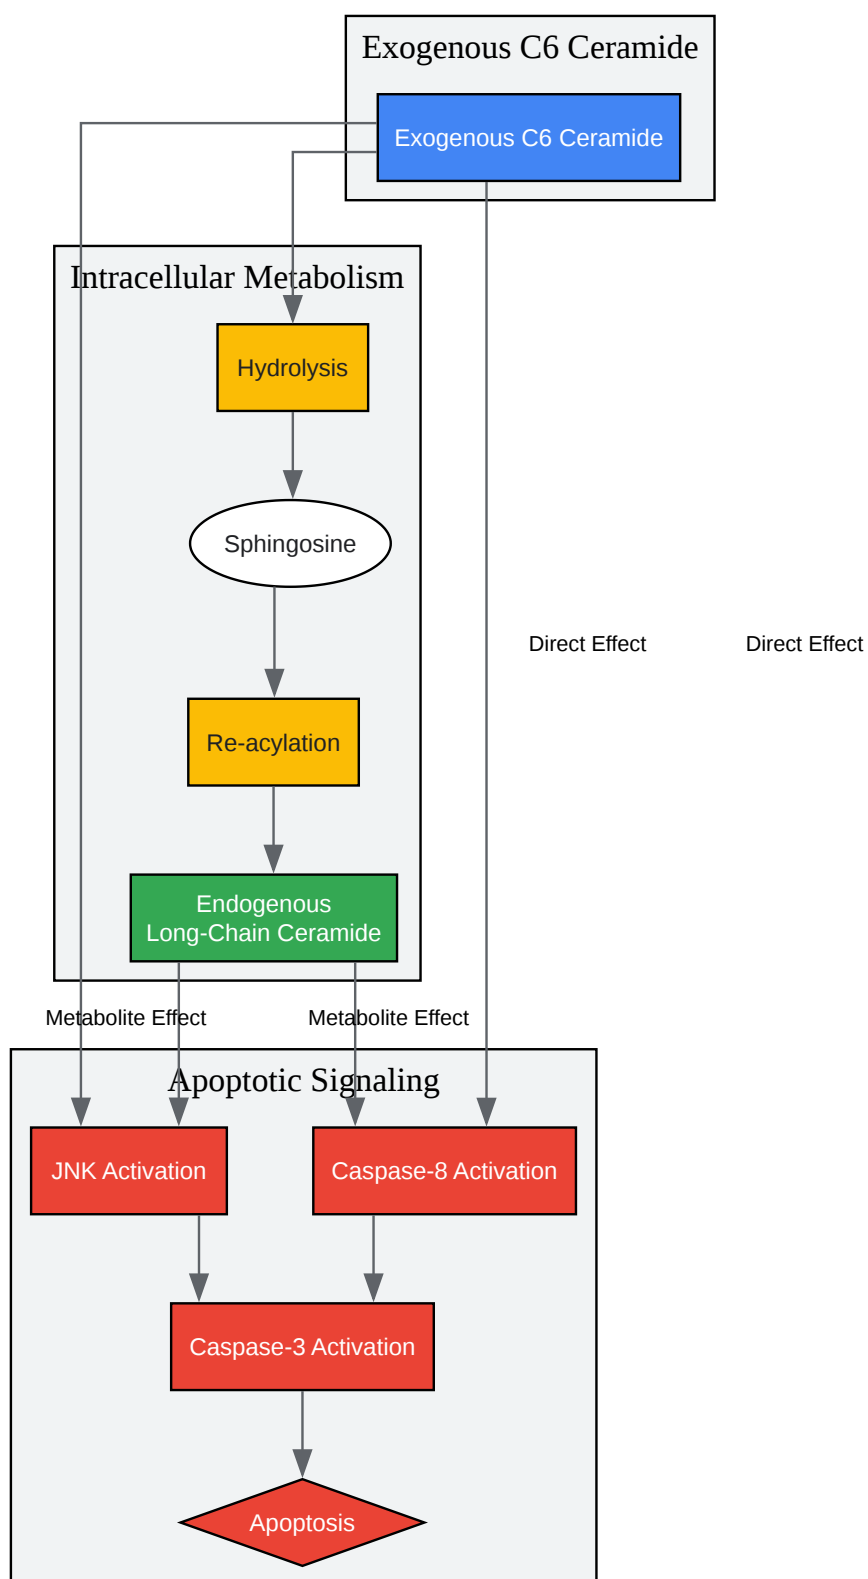 Exogenous C6 Ceramide
Exogenous C6 Ceramide
Intracellular Metabolism
Hydrolysis
Sphingosine
Direct Effect
Direct Effect
Re-acylation
Endogenous
Long-Chain Ceramide
Metabolite Effect
Metabolite Effect
Apoptotic Signaling
JNK Activation
Caspase-8 Activation
Caspase-3 Activation
Apoptosis